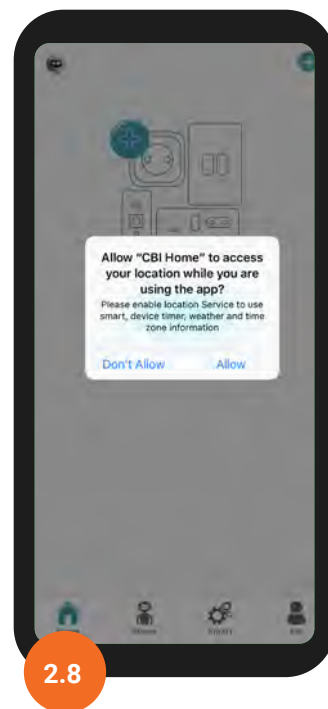 Allow “CBI Home” to access
your location while you are
using the app?
Please enable location Service to use
smart, device timer, weather and time
zone information
Don't Allow
Allow
2.8